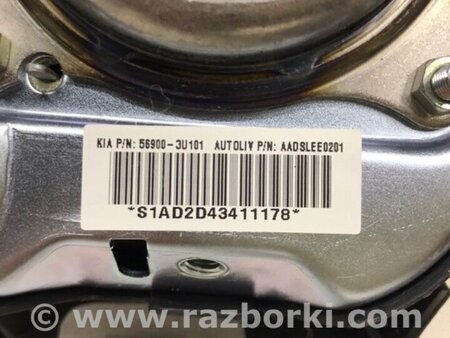 KIA P/N: 56900-3U101 AUTOLIV P/N: AADSLEE0201
*S1AD2D43411178*
www.razborki.com